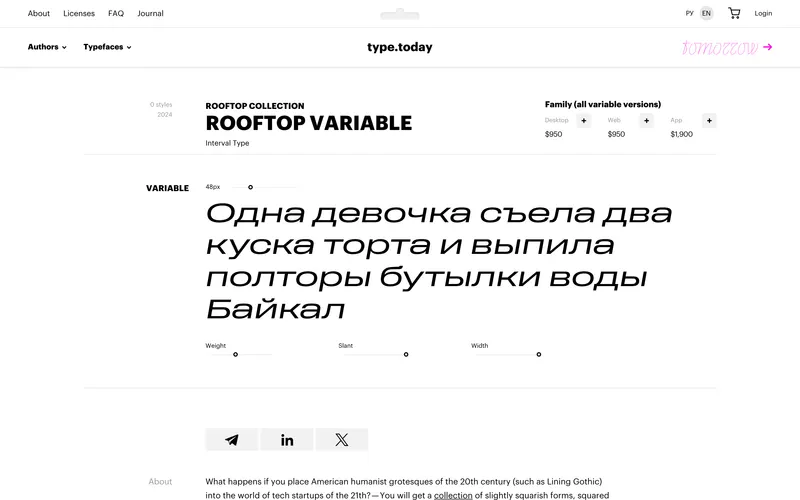 About Licenses FAQ Journal
РУ EN Login
Authors Typefaces
type.today
tomorrow
0 styles
2024
ROOFTOP COLLECTION
ROOFTOP VARIABLE
Interval Type
Family (all variable versions)
Desktop + Web + App +
$950 $950 $1,900
VARIABLE
48px
Одна девочка съела два
куска торта и выпила
полторы бутылки воды
Байкал
Weight Slant Width
About
What happens if you place American humanist grotesques of the 20th century (such as Lining Gothic)
into the world of tech startups of the 21th? — You will get a collection of slightly squarish forms, squared